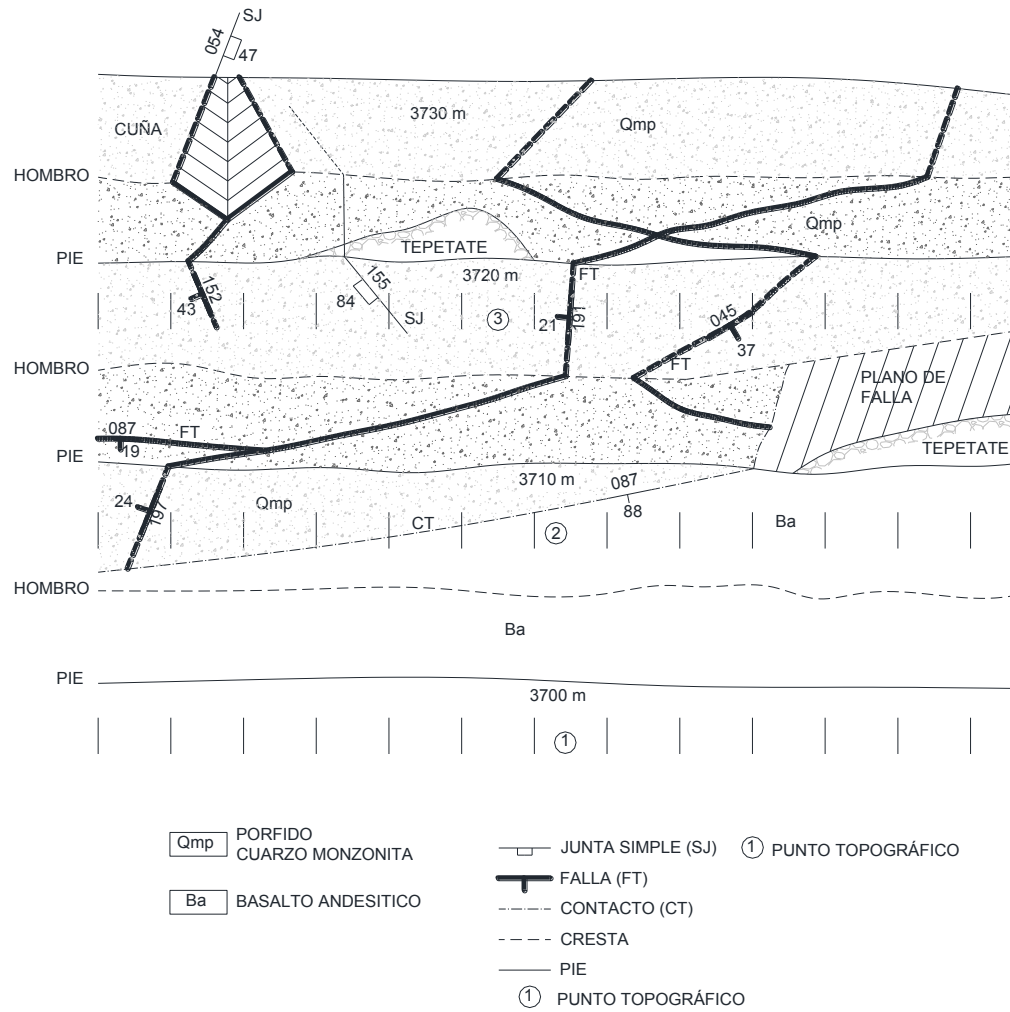 SJ
054
47
3730 m
Qmp
CUÑA
HOMBRO
Qmp
TEPETATE
PIE
3720 m
FT
152
155
43
84
SJ
3
21
191
045
37
FT
HOMBRO
PLANO DE
FALLA
087
FT
19
TEPETATE
PIE
3710 m
087
88
24
197
Qmp
CT
2
Ba
HOMBRO
Ba
PIE
3700 m
1
Qmp
PORFIDO
CUARZO MONZONITA
Ba
BASALTO ANDESITICO
JUNTA SIMPLE (SJ)
FALLA (FT)
CONTACTO (CT)
CRESTA
PIE
1 PUNTO TOPOGRÁFICO
1 PUNTO TOPOGRÁFICO